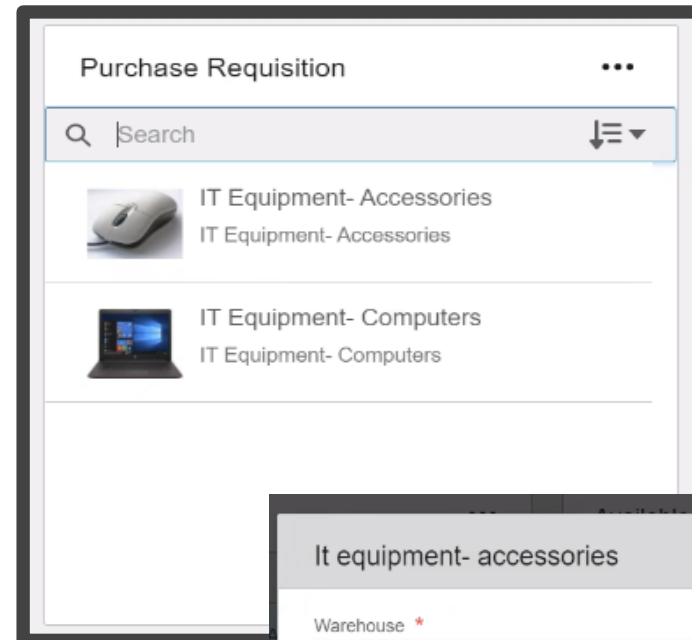 Purchase Requisition
Search
IT Equipment- Accessories
IT Equipment- Accessories
IT Equipment- Computers
IT Equipment- Computers
It equipment- accessories
Warehouse *